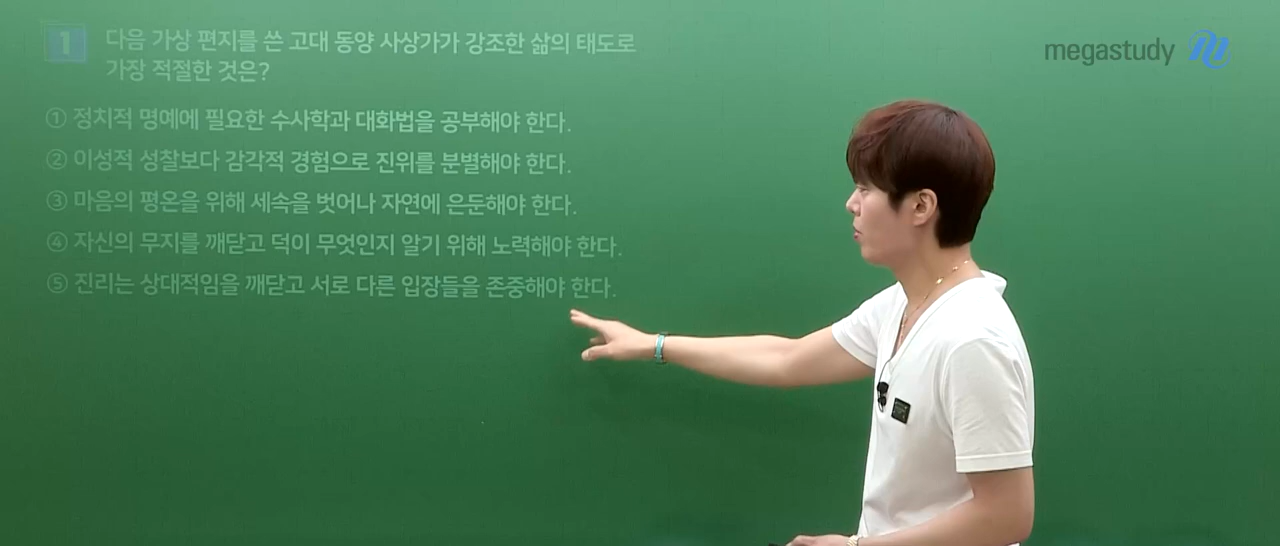 1 다음 가상 편지를 쓴 고대 동양 사상가가 강조한 삶의 태도로
가장 적절한 것은?
① 정치적 명예에 필요한 수사학과 대화법을 공부해야 한다.
② 이성적 성찰보다 감각적 경험으로 진위를 분별해야 한다.
③ 마음의 평온을 위해 세속을 벗어나 자연에 은둔해야 한다.
④ 자신의 무지를 깨닫고 덕이 무엇인지 알기 위해 노력해야 한다.
⑤ 진리는 상대적임을 깨닫고 서로 다른 입장들을 존중해야 한다.
megastudy